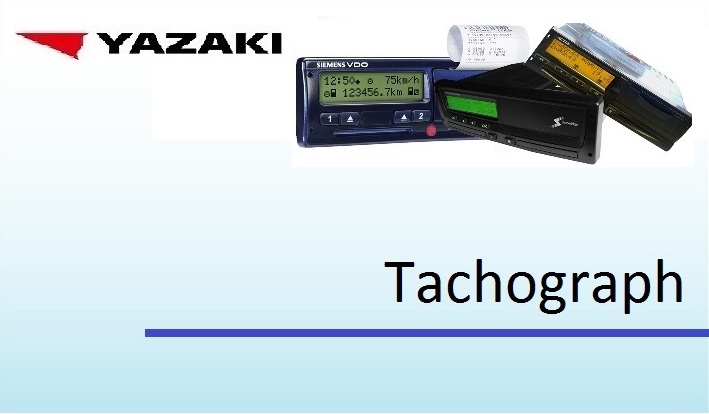 YAZAKI
SIEMENS VDO
12:50 75km/h
123456.7km
1 2
Tachograph